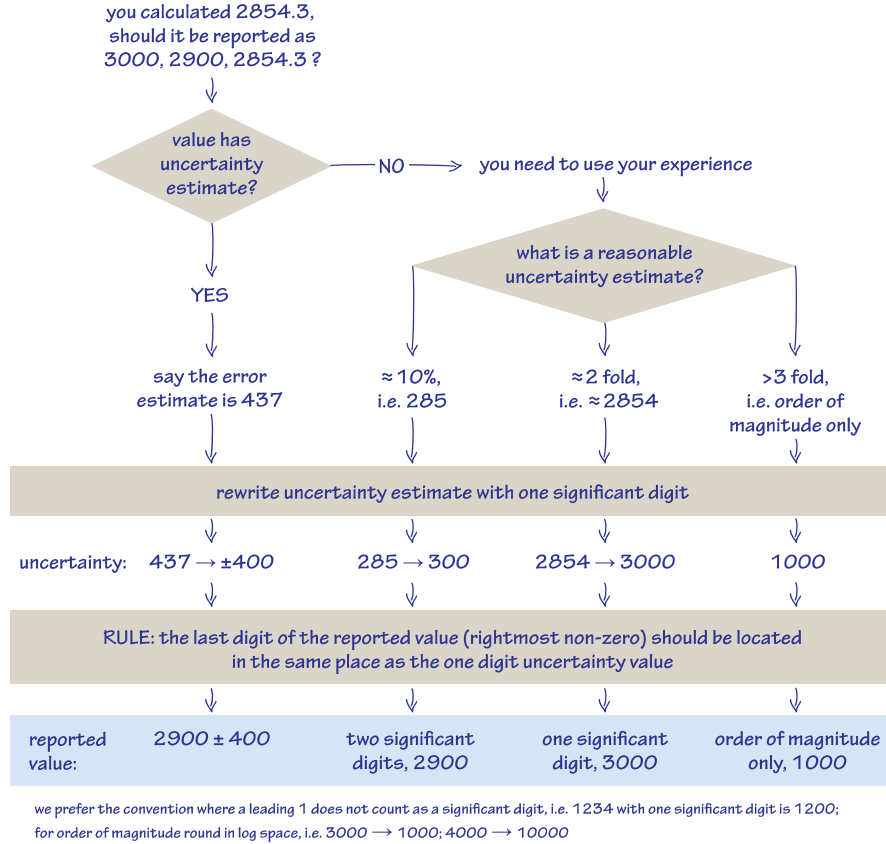 you calculated 2854.3,
should it be reported as
3000, 2900, 2854.3 ?
value has
uncertainty
estimate?
NO
you need to use your experience
what is a reasonable
uncertainty estimate?
YES
say the error
estimate is 437
≈ 10%,
i.e. 285
≈ 2 fold,
i.e. ≈ 2854
>3 fold,
i.e. order of
magnitude only
rewrite uncertainty estimate with one significant digit
uncertainty: 437 → ±400 285 → 300 2854 → 3000 1000
RULE: the last digit of the reported value (rightmost non-zero) should be located
in the same place as the one digit uncertainty value
reported
value:
2900 ± 400
two significant
digits, 2900
one significant
digit, 3000
order of magnitude
only, 1000
we prefer the convention where a leading 1 does not count as a significant digit, i.e. 1234 with one significant digit is 1200;
for order of magnitude round in log space, i.e. 3000 → 1000; 4000 → 10000